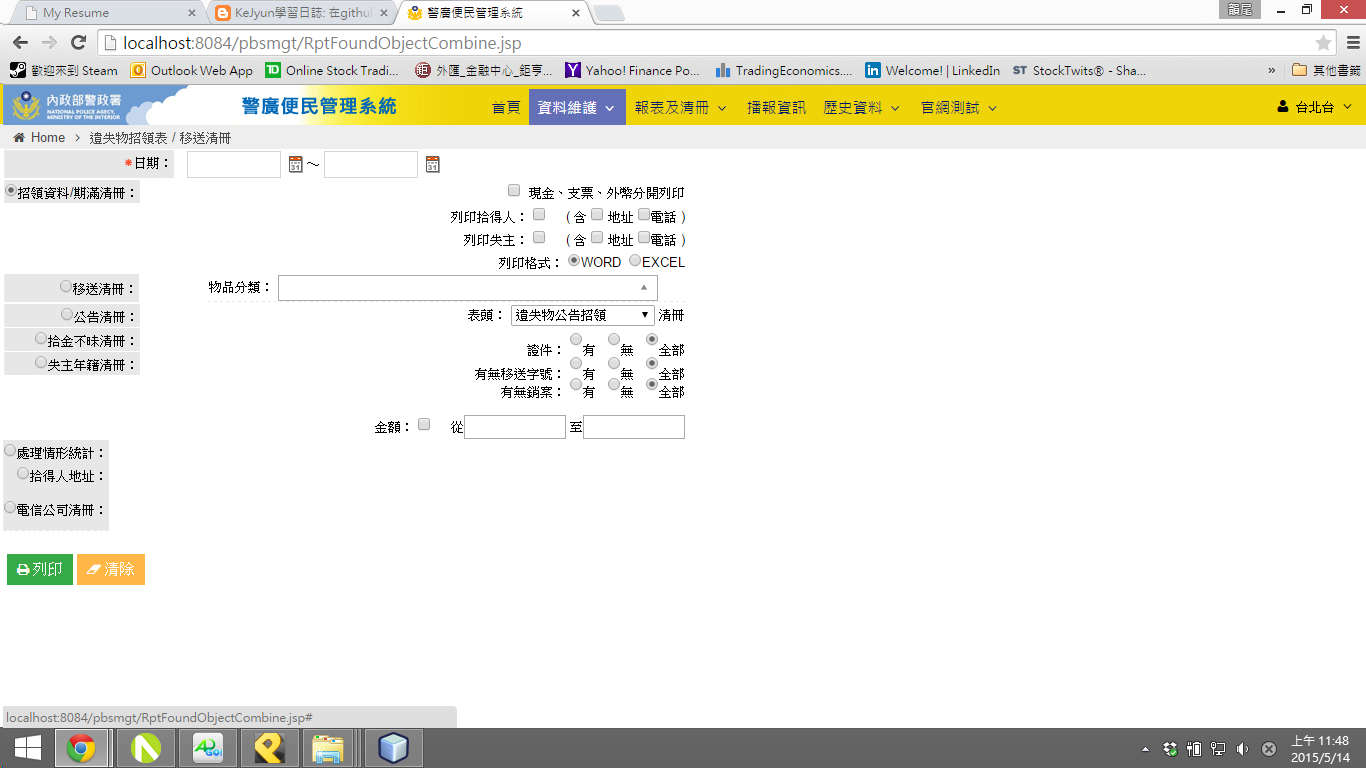 My Resume
KeJyun學習日誌: 在github
警廣便民管理系統
韻尾
localhost:8084/pbsmgt/RptFoundObjectCombine.jsp
歡迎來到 Steam
Outlook Web App
Online Stock Tradi...
外匯_金融中心_鉅亨...
Yahoo! Finance Po...
TradingEconomics....
Welcome! | LinkedIn
StockTwits® - Sha...
»
其他書籤
內政部警政署
NATIONAL POLICE AGECY,
MINISTRY OF THE INTERIOR
警廣便民管理系統
首頁
資料維護
報表及清冊
播報資訊
歷史資料
官網測試
台北台
Home > 遺失物招領表 / 移送清冊
*日期：
～
招領資料/期滿清冊：
現金、支票、外幣分開列印
列印拾得人： (含 地址 電話 )
列印失主： (含 地址 電話 )
列印格式： WORD EXCEL
移送清冊：
物品分類：
公告清冊：
表頭： 遺失物公告招領 清冊
拾金不昧清冊：
證件： 有 無 全部
失主年籍清冊：
有無移送字號： 有 無 全部
有無銷案： 有 無 全部
金額： 從 至
處理情形統計：
拾得人地址：
電信公司清冊：
列印
清除
localhost:8084/pbsmgt/RptFoundObjectCombine.jsp#
上午 11:48
2015/5/14